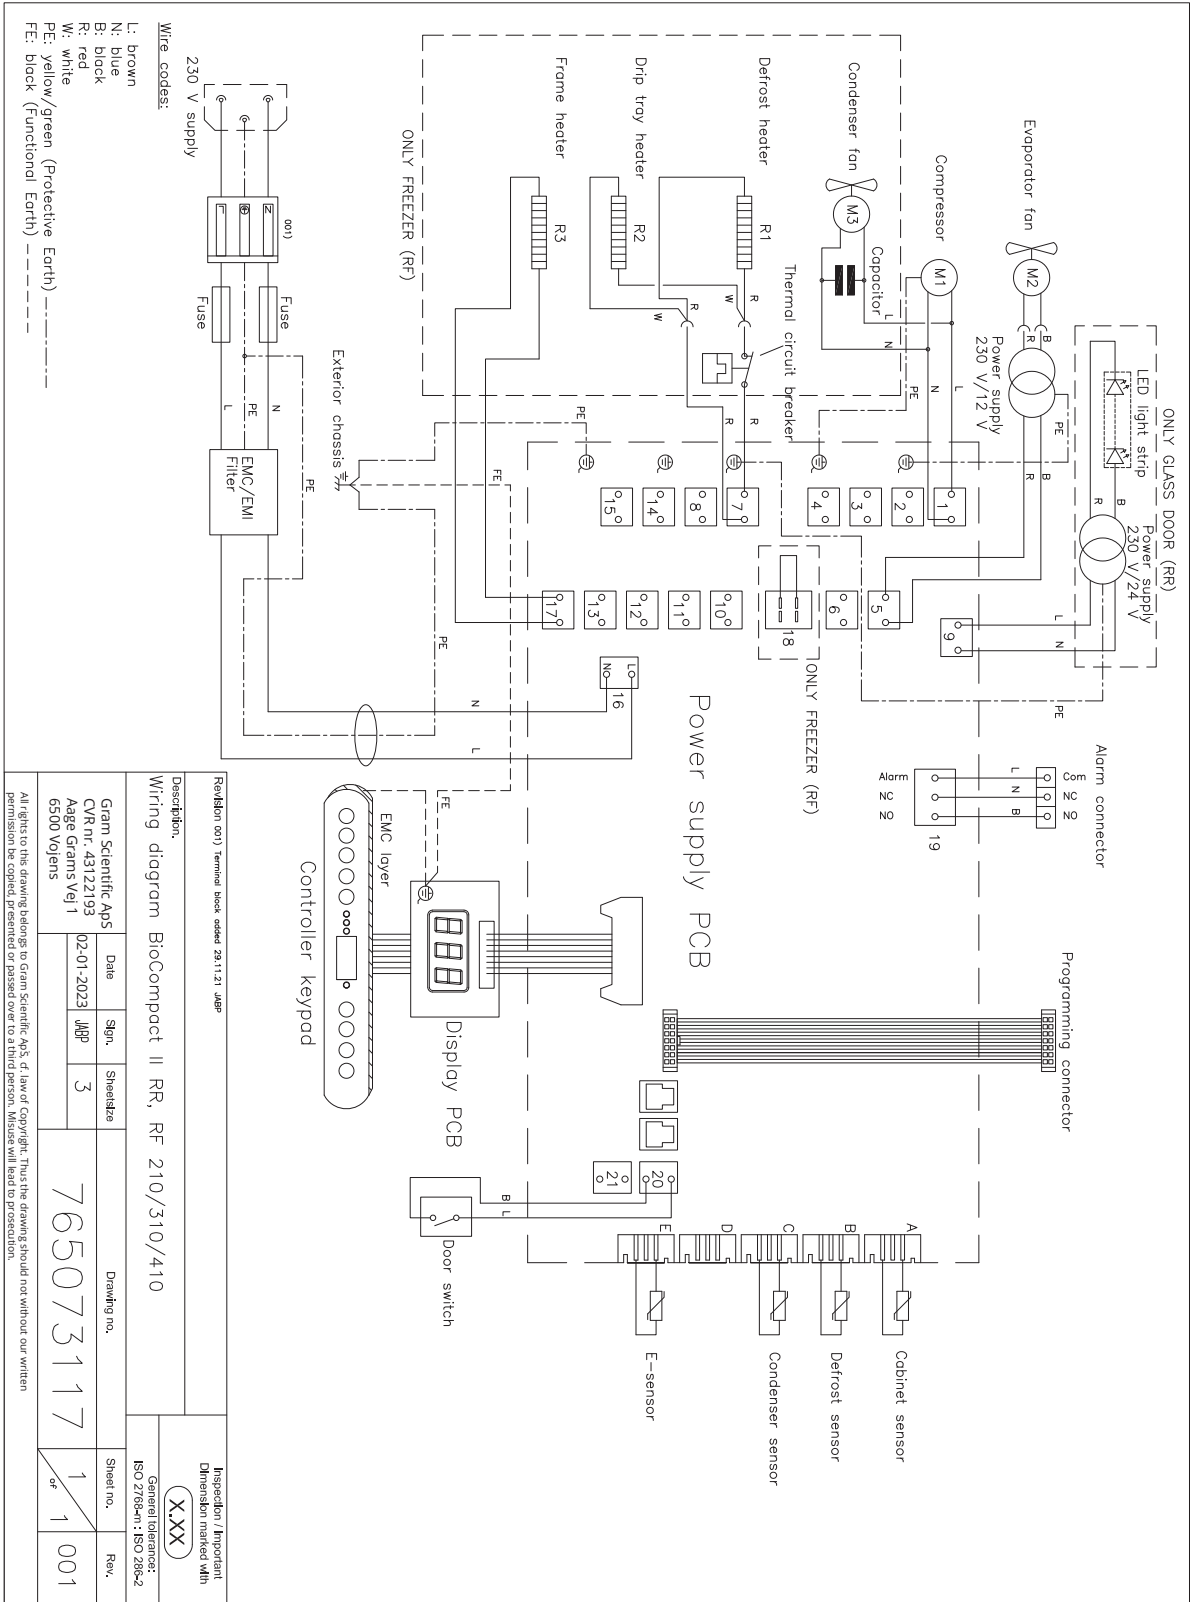 ONLY GLASS DOOR (RR)
LED light strip
Power supply
230 V/24 V
B
R
L
N
PE
Evaporator fan
M2
B
R
Power supply
230 V/12 V
PE
B
R
Compressor
M1
L
N
PE
Condenser fan
M3
Capacitor
L
N
Defrost heater
R1
R
W
Thermal circuit breaker
R
R
Drip tray heater
R2
R
W
Frame heater
R3
ONLY FREEZER (RF)
1
2
3
4
7
8
14
15
9
5
6
18
ONLY FREEZER (RF)
10
11
12
13
17
L
N
16
Power supply PCB
Alarm connector
Com
NC
NO
L
N
B
Alarm
NC
NO
19
Programming connector
A
B
C
D
E
Cabinet sensor
Defrost sensor
Condenser sensor
E-sensor
20
21
B
L
Door switch
Display PCB
EMC layer
Controller keypad
FE
FE
Exterior chassis
PE
PE
N
L
230 V supply
001)
N
L
Fuse
Fuse
N
PE
L
EMC/EMI
Filter
Wire codes:
L: brown
N: blue
B: black
R: red
W: white
PE: yellow/green (Protective Earth)
FE: black (Functional Earth)
Revision 001) Terminal block added 29.11.21 JABP
Description.
Wiring diagram BioCompact II RR, RF 210/310/410
Inspection / Important
Dimension marked with
X.XX
Generel tolerance:
ISO 2768-m : ISO 286-2
Gram Scientific ApS
CVR nr. 43122193
Aage Grams Vej 1
6500 Vojens
Date
02-01-2023
Sign.
JABP
Sheetsize
3
Drawing no.
765073117
Sheet no.
1 of 1
Rev.
001
All rights to this drawing belongs to Gram Scientific ApS, cf. law of Copyright. Thus the drawing should not without our written
permission be copied, presented or passed over to a third person. Misuse will lead to prosecution.